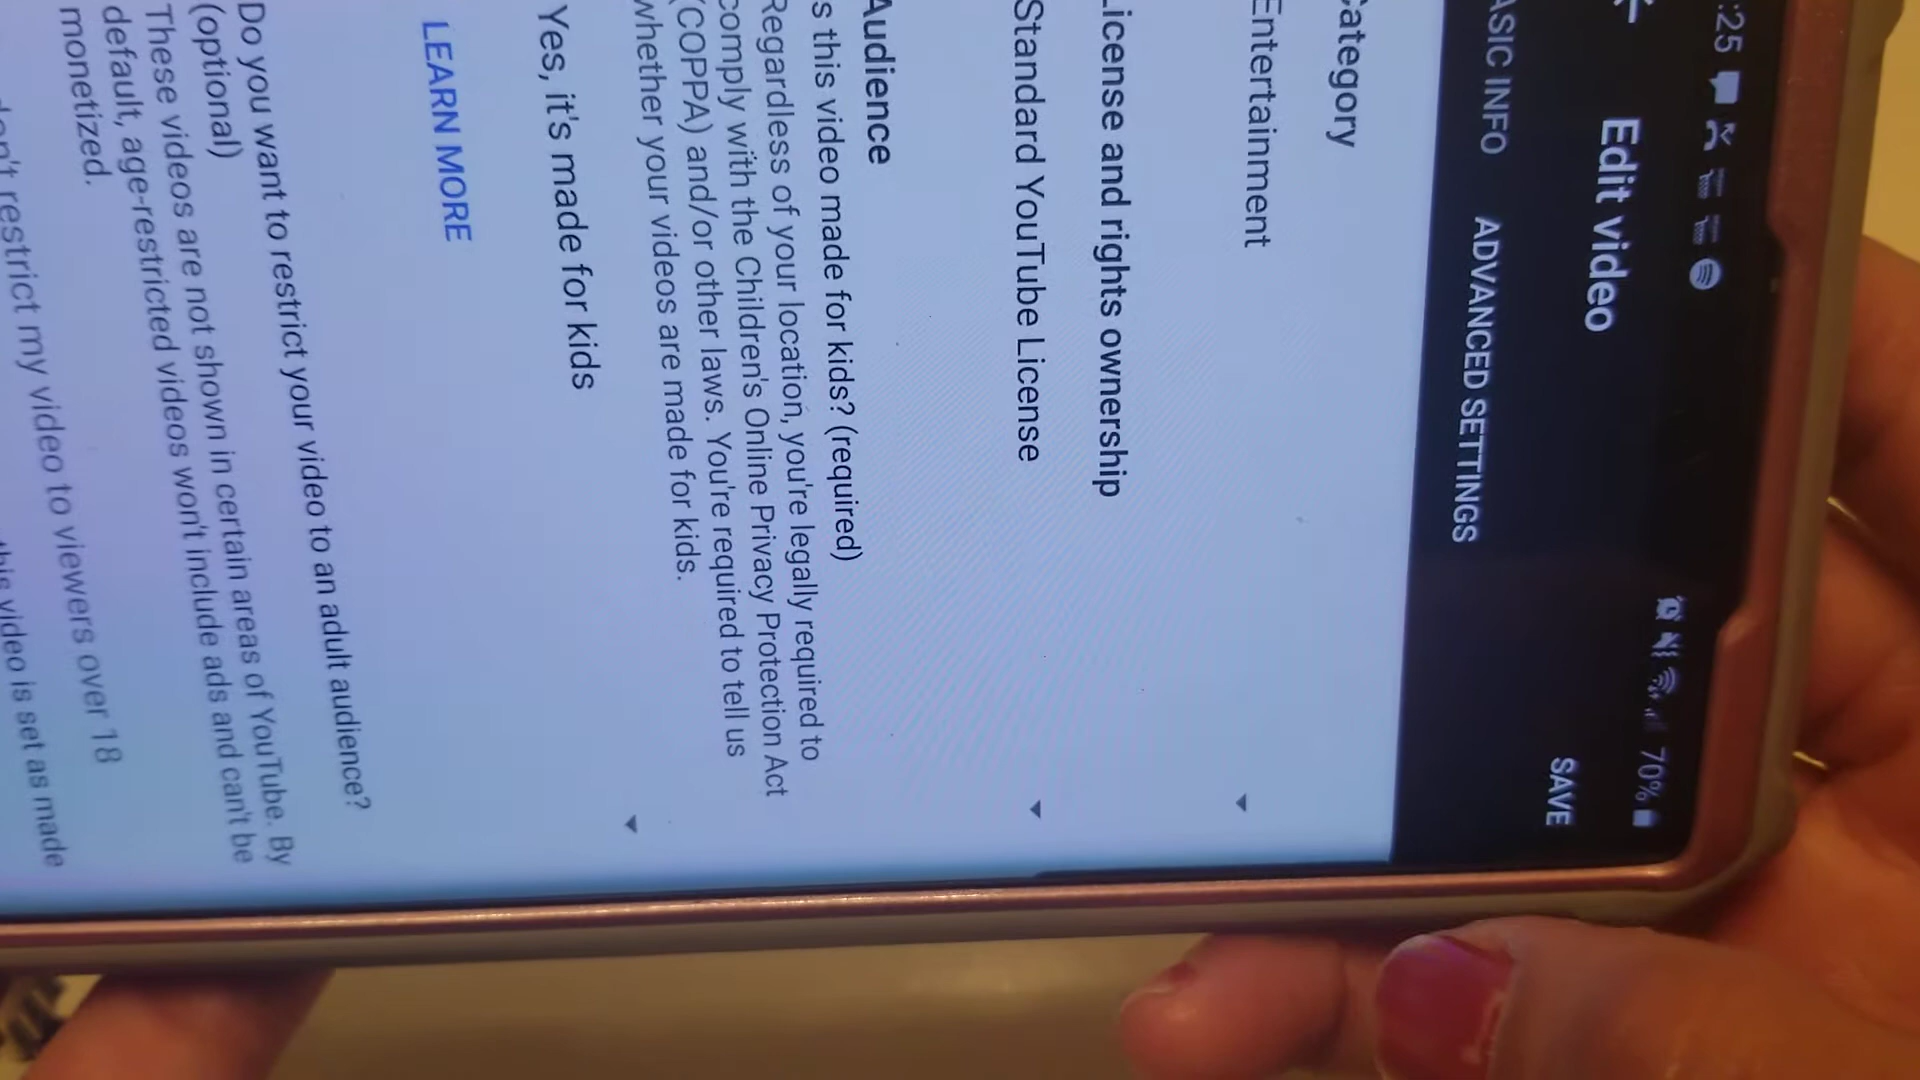 :25
70%
Edit video
SAVE
ASIC INFO
ADVANCED SETTINGS
Category
Entertainment
License and rights ownership
Standard YouTube License
Audience
s this video made for kids? (required)
Regardless of your location, you're legally required to
comply with the Children's Online Privacy Protection Act
(COPPA) and/or other laws. You're required to tell us
whether your videos are made for kids.
Yes, it's made for kids
LEARN MORE
Do you want to restrict your video to an adult audience?
(optional)
These videos are not shown in certain areas of YouTube. By
default, age-restricted videos won't include ads and can't be
monetized.
don't restrict my video to viewers over 18
this video is set as made